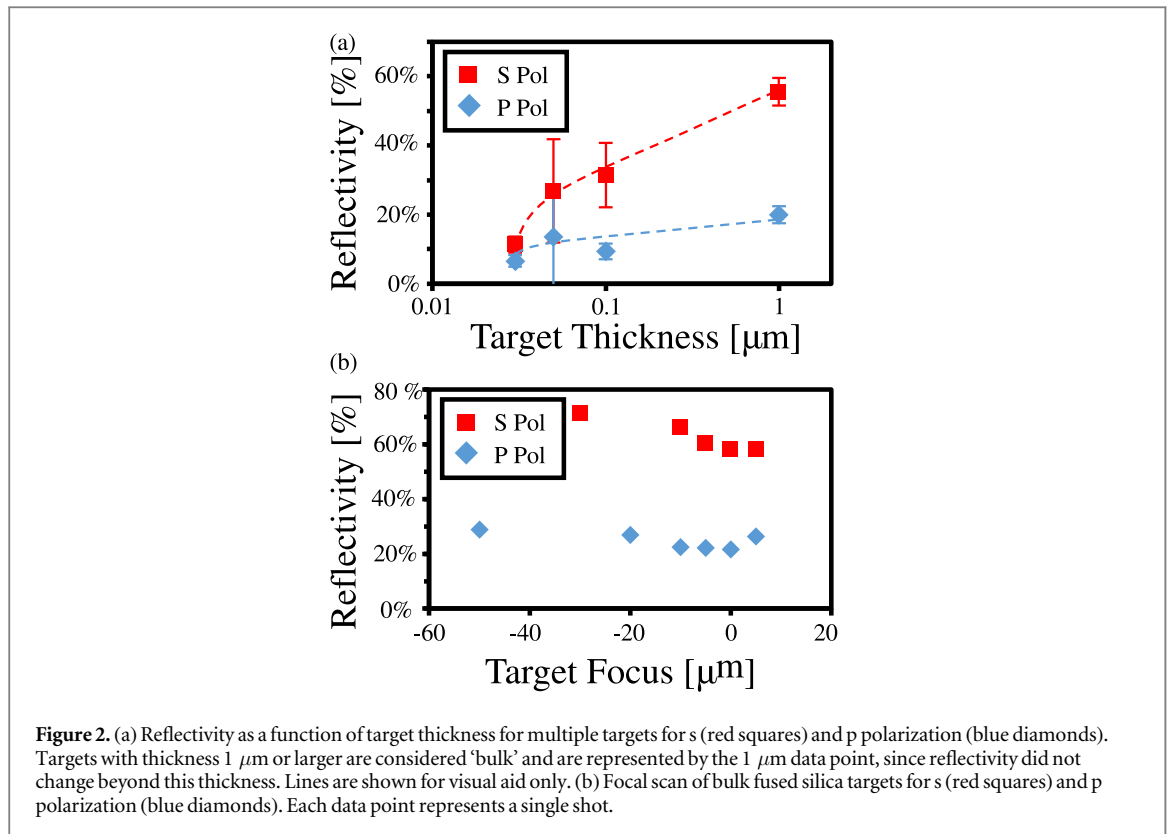 (a)
Reflectivity [%]
60%
40%
20%
0%
S Pol
P Pol
0.01
0.1
1
Target Thickness [μm]
(b)
Reflectivity [%]
80 %
60%
40%
20%
0%
S Pol
P Pol
-60
-40
-20
0
20
Target Focus [μm]
Figure 2. (a) Reflectivity as a function of target thickness for multiple targets for s (red squares) and p polarization (blue diamonds).
Targets with thickness 1 μm or larger are considered ‘bulk’ and are represented by the 1 μm data point, since reflectivity did not
change beyond this thickness. Lines are shown for visual aid only. (b) Focal scan of bulk fused silica targets for s (red squares) and p
polarization (blue diamonds). Each data point represents a single shot.